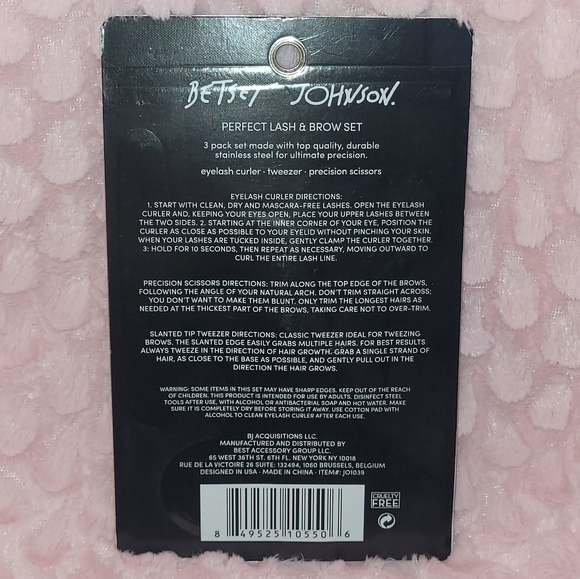 BETSEY JOHNSON.
PERFECT LASH & BROW SET
3 pack set made with top quality, durable
stainless steel for ultimate precision.
eyelash curler · tweezer · precision scissors
EYELASH CURLER DIRECTIONS:
1. START WITH CLEAN, DRY AND MASCARA-FREE LASHES. OPEN THE EYELASH
CURLER AND, KEEPING YOUR EYES OPEN, PLACE YOUR UPPER LASHES BETWEEN
THE TWO SIDES. 2. STARTING AT THE INNER CORNER OF YOUR EYE, POSITION THE
CURLER AS CLOSE AS POSSIBLE TO YOUR EYELID WITHOUT PINCHING YOUR SKIN.
WHEN YOUR LASHES ARE TUCKED INSIDE, GENTLY CLAMP THE CURLER TOGETHER.
3: HOLD FOR 10 SECONDS, THEN REPEAT AS NECESSARY, MOVING OUTWARD TO
CURL THE ENTIRE LASH LINE.
PRECISION SCISSORS DIRECTIONS: TRIM ALONG THE TOP EDGE OF THE BROWS,
FOLLOWING THE ANGLE OF YOUR NATURAL ARCH. DON'T TRIM STRAIGHT ACROSS;
YOU DON'T WANT TO MAKE THEM BLUNT. ONLY TRIM THE LONGEST HAIRS AS
NEEDED AT THE THICKEST PART OF THE BROWS, TAKING CARE NOT TO OVER-TRIM.
SLANTED TIP TWEEZER DIRECTIONS: CLASSIC TWEEZER IDEAL FOR TWEEZING
BROWS. THE SLANTED EDGE EASILY GRABS MULTIPLE HAIRS. FOR BEST RESULTS
ALWAYS TWEEZE IN THE DIRECTION OF HAIR GROWTH. GRAB A SINGLE STRAND OF
HAIR, AS CLOSE TO THE BASE AS POSSIBLE, AND GENTLY PULL OUT IN THE
DIRECTION THE HAIR GROWS.
WARNING: SOME ITEMS IN THIS SET MAY HAVE SHARP EDGES. KEEP OUT OF THE REACH
OF CHILDREN. THIS PRODUCT IS INTENDED FOR USE BY ADULTS. DISINFECT STEEL
TOOLS AFTER USE, WITH ALCOHOL OR ANTIBACTERIAL SOAP AND HOT WATER. MAKE
SURE IT IS COMPLETELY DRY BEFORE STORING IT AWAY. USE COTTON PAD WITH
ALCOHOL TO CLEAN EYELASH CURLER AFTER EACH USE.
BJ ACQUISITIONS LLC.
MANUFACTURED AND DISTRIBUTED BY
BEST ACCESSORY GROUP LLC.
65 WEST 36TH ST. 6TH FL. NEW YORK NY 10018
RUE DE LA VICTOIRE 26 SUITE: 132494, 1060 BRUSSELS, BELGIUM
DESIGNED IN USA · MADE IN CHINA · ITEM#: JO1039
CRUELTY
FREE
8 49525 10550 6